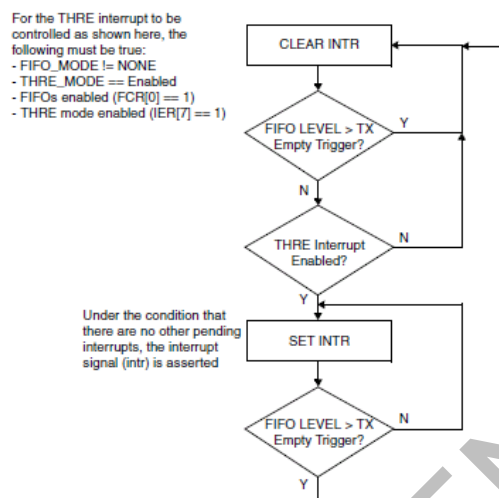 For the THRE interrupt to be
controlled as shown here, the
following must be true:
- FIFO_MODE != NONE
- THRE_MODE == Enabled
- FIFOs enabled (FCR[0] == 1)
- THRE mode enabled (IER[7] == 1)
CLEAR INTR
FIFO LEVEL > TX
Empty Trigger?
Y
N
THRE Interrupt
Enabled?
N
Y
Under the condition that
there are no other pending
interrupts, the interrupt
signal (intr) is asserted
SET INTR
FIFO LEVEL > TX
Empty Trigger?
N
Y